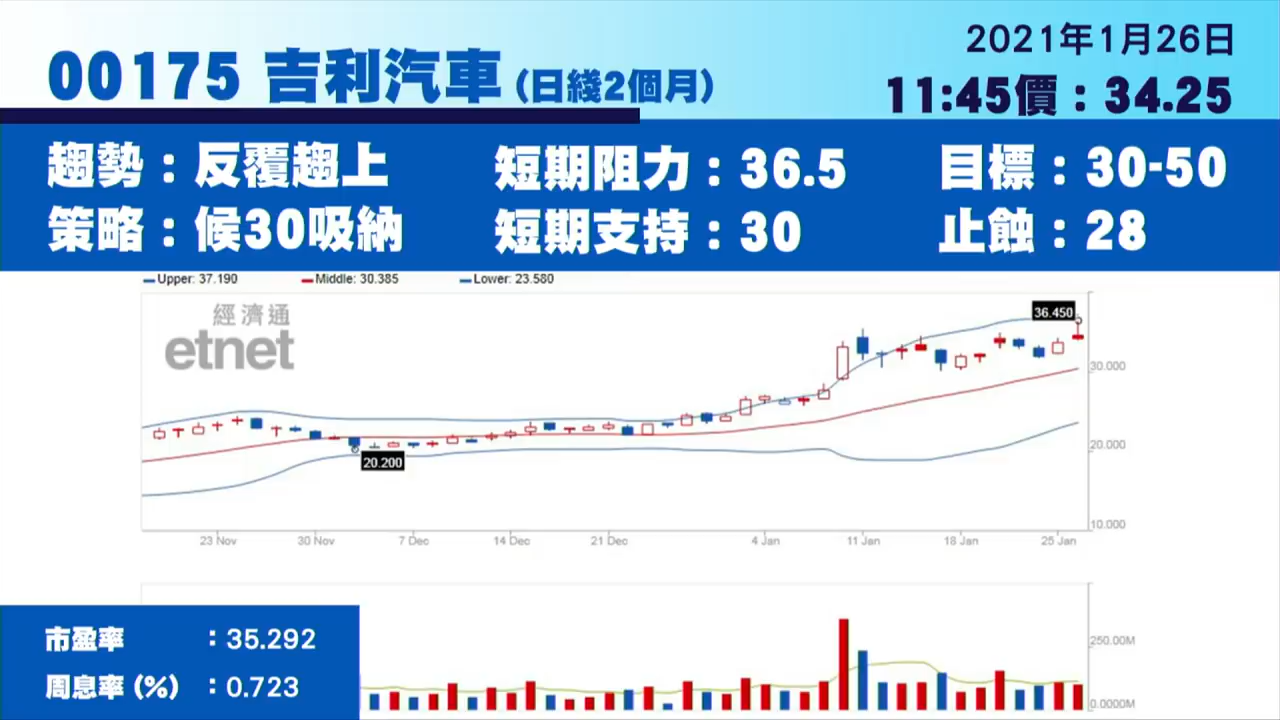 00175 吉利汽車 (日綫2個月)
2021年1月26日
11:45價：34.25
趨勢：反覆趨上
短期阻力：36.5
目標：30-50
策略：候30吸納
短期支持：30
止蝕：28
Upper: 37.190 Middle: 30.385 Lower: 23.580
經濟通
etnet
36.450
30.000
20.000
20.200
10.000
23 Nov 30 Nov 7 Dec 14 Dec 21 Dec 4 Jan 11 Jan 18 Jan 25 Jan
250.00M
0.0000M
市盈率：35.292
周息率 (%)：0.723